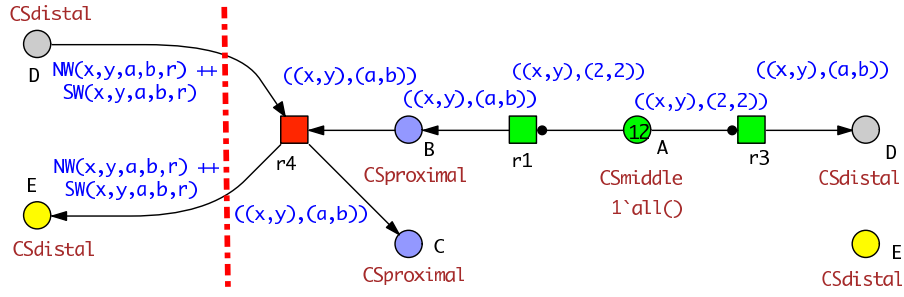 CSdistal
D
NW(x,y,a,b,r) ++
SW(x,y,a,b,r)
((x,y),(a,b))
((x,y),(2,2))
((x,y),(a,b))
((x,y),(a,b))
((x,y),(2,2))
r4
B
CSproximal
r1
12
A
CSmiddle
1`all()
r3
D
CSdistal
NW(x,y,a,b,r) ++
SW(x,y,a,b,r)
E
CSdistal
((x,y),(a,b))
C
CSproximal
E
CSdistal